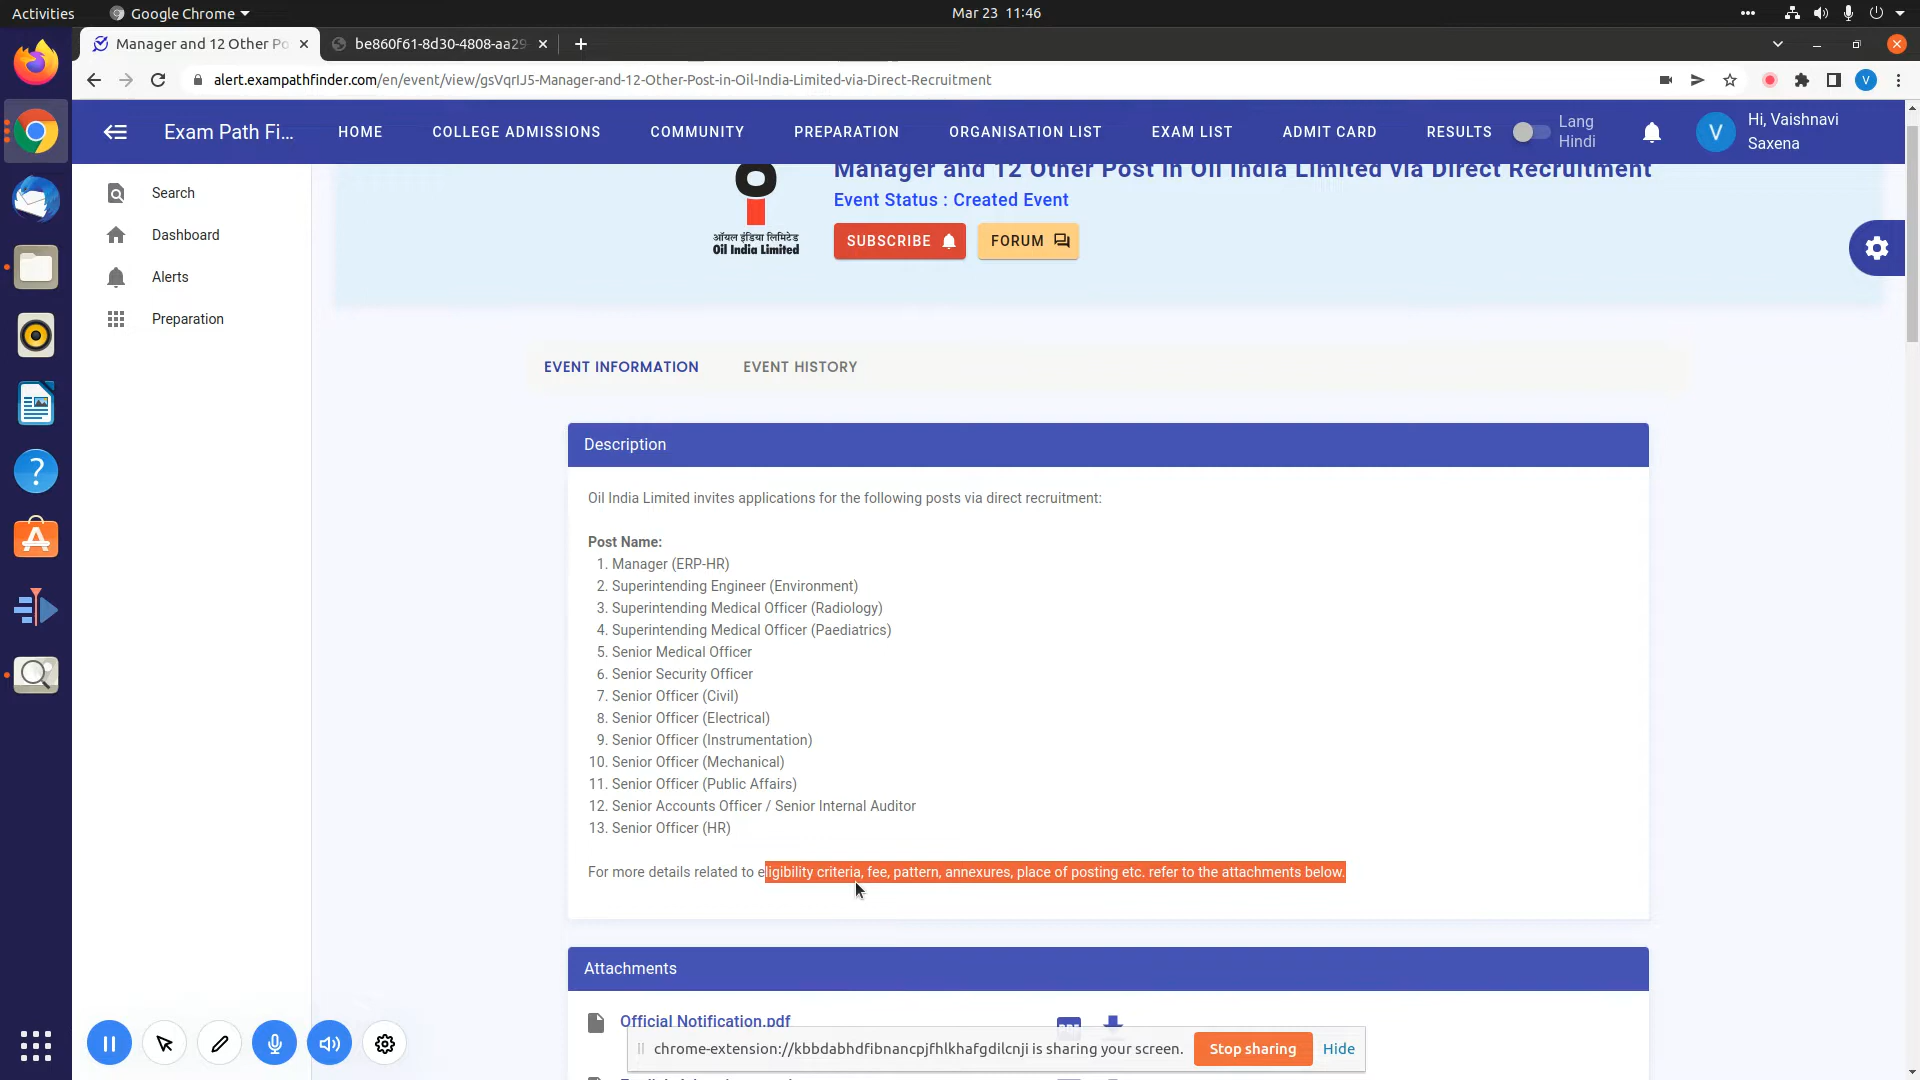 Activities
Google Chrome
Mar 23 11:46
Manager and 12 Other Po
be860f61-8d30-4808-aa29
alert.exampathfinder.com/en/event/view/gsVqrIJ5-Manager-and-12-Other-Post-in-Oil-India-Limited-via-Direct-Recruitment
Exam Path Fi...
HOME
COLLEGE ADMISSIONS
COMMUNITY
PREPARATION
ORGANISATION LIST
EXAM LIST
ADMIT CARD
RESULTS
Lang
Hindi
V
Hi, Vaishnavi
Saxena
Search
Dashboard
Alerts
Preparation
ऑयल इंडिया लिमिटेड
Oil India Limited
Manager and 12 Other Post in Oil India Limited via Direct Recruitment
Event Status : Created Event
SUBSCRIBE
FORUM
EVENT INFORMATION
EVENT HISTORY
Description
Oil India Limited invites applications for the following posts via direct recruitment:
Post Name:
1. Manager (ERP-HR)
2. Superintending Engineer (Environment)
3. Superintending Medical Officer (Radiology)
4. Superintending Medical Officer (Paediatrics)
5. Senior Medical Officer
6. Senior Security Officer
7. Senior Officer (Civil)
8. Senior Officer (Electrical)
9. Senior Officer (Instrumentation)
10. Senior Officer (Mechanical)
11. Senior Officer (Public Affairs)
12. Senior Accounts Officer / Senior Internal Auditor
13. Senior Officer (HR)
For more details related to eligibility criteria, fee, pattern, annexures, place of posting etc. refer to the attachments below.
Attachments
Official Notification.pdf
chrome-extension://kbbdabhdfibnancpjfhlkhafgdilcnji is sharing your screen.
Stop sharing
Hide